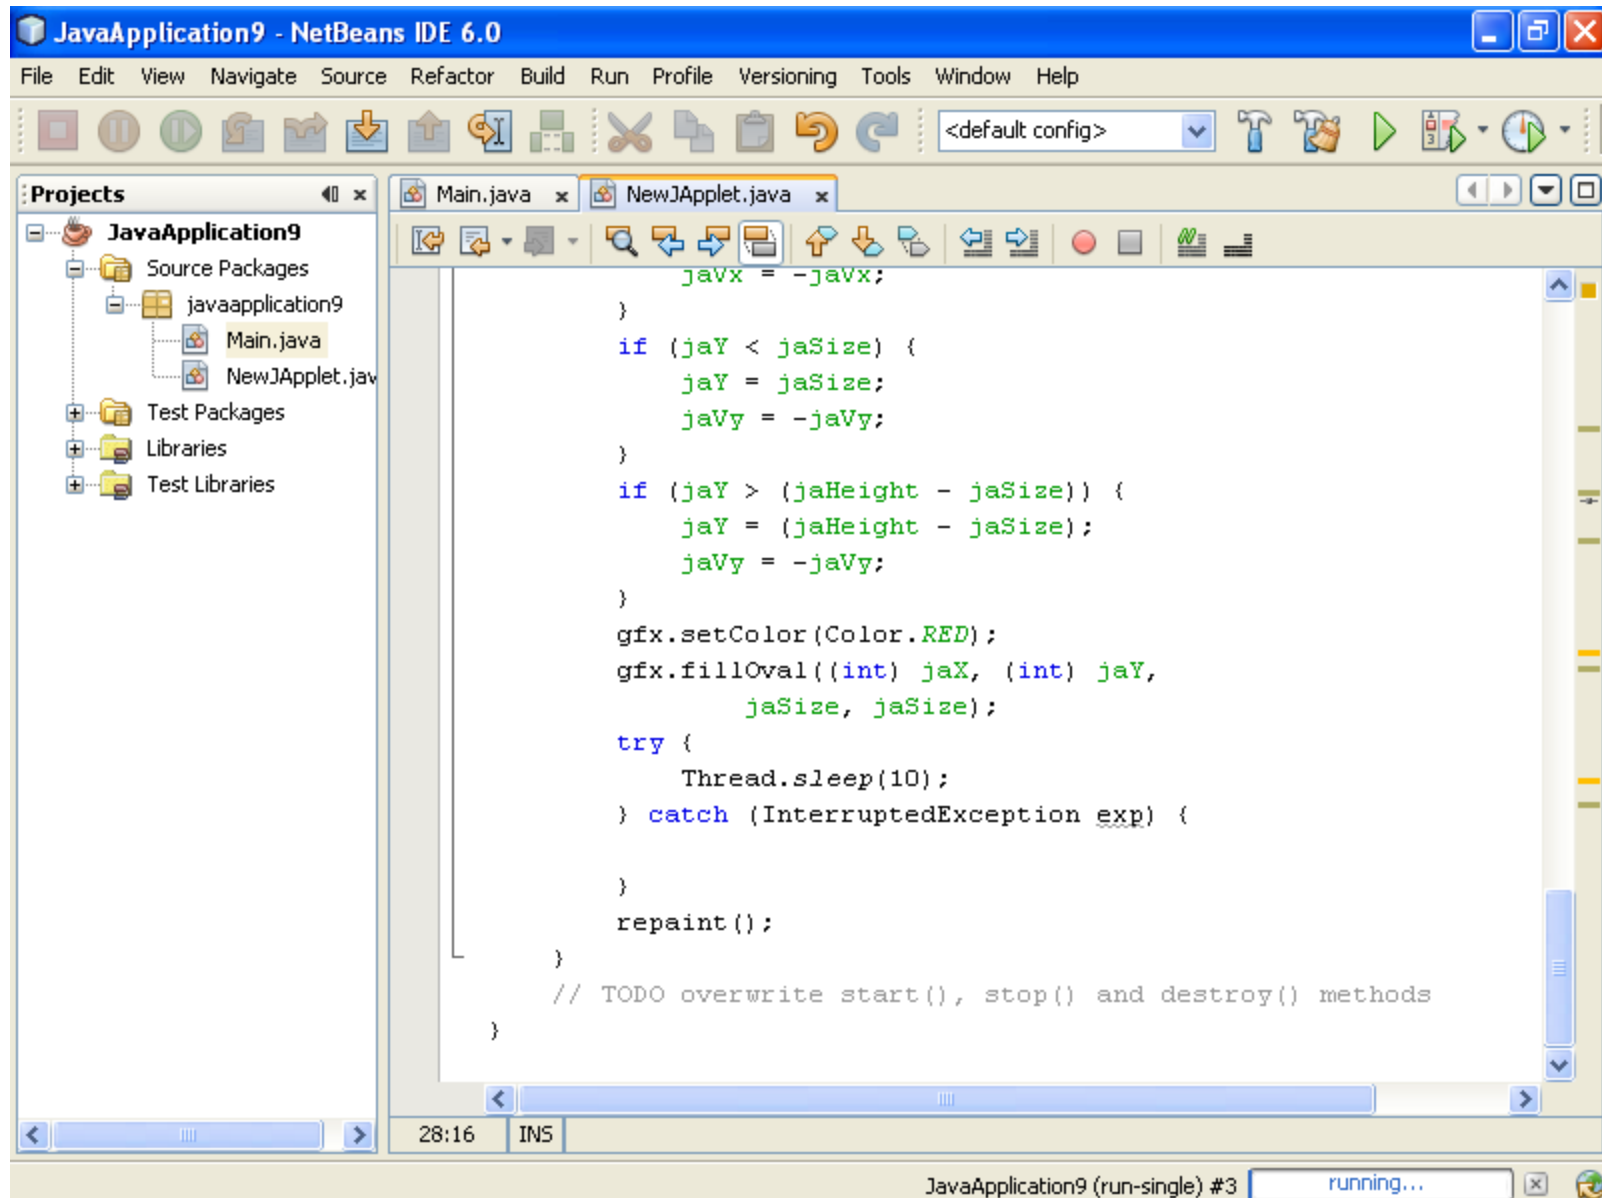 JavaApplication9 - NetBeans IDE 6.0
File Edit View Navigate Source Refactor Build Run Profile Versioning Tools Window Help
<default config>
Projects
Main.java
NewJApplet.java
JavaApplication9
Source Packages
javaapplication9
Main.java
NewJApplet.jav
Test Packages
Libraries
Test Libraries
jaVx = -jaVx;
}
if (jaY < jaSize) {
jaY = jaSize;
jaVy = -jaVy;
}
if (jaY > (jaHeight - jaSize)) {
jaY = (jaHeight - jaSize);
jaVy = -jaVy;
}
gfx.setColor(Color.RED);
gfx.fillOval((int) jaX, (int) jaY,
jaSize, jaSize);
try {
Thread.sleep(10);
} catch (InterruptedException exp) {
}
repaint();
}
// TODO overwrite start(), stop() and destroy() methods
}
28:16 INS
JavaApplication9 (run-single) #3 running...